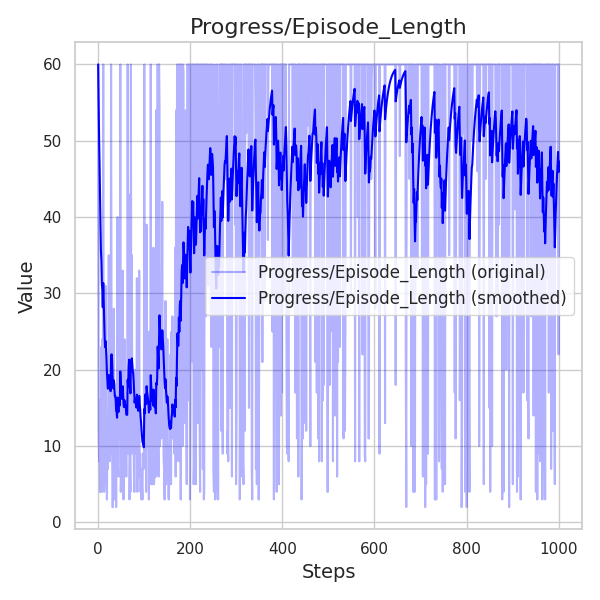 Progress/Episode_Length
60
50
40
30
20
10
0
Value
Progress/Episode_Length (original)
Progress/Episode_Length (smoothed)
0 200 400 600 800 1000
Steps